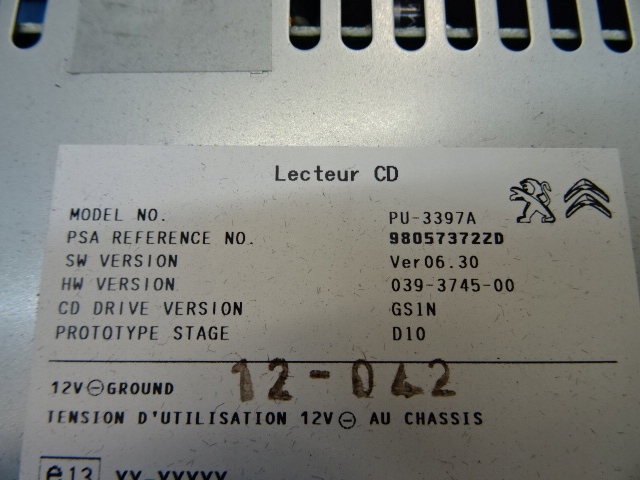 Lecteur CD
MODEL NO. PU-3397A
PSA REFERENCE NO. 98057372ZD
SW VERSION Ver06.30
HW VERSION 039-3745-00
CD DRIVE VERSION GS1N
PROTOTYPE STAGE D10
12V⊖GROUND 12-042
TENSION D'UTILISATION 12V⊖ AU CHASSIS
e13 XX-XXXXX